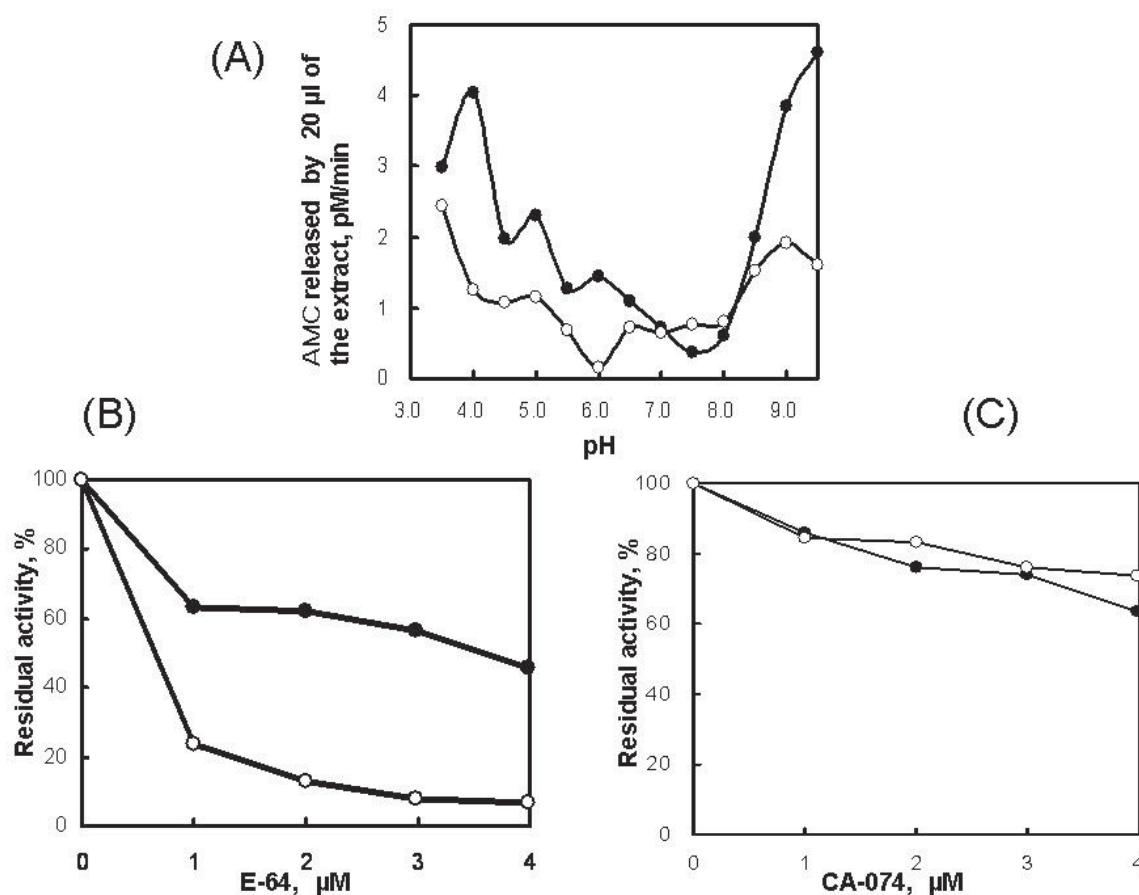 (A)
AMC released by 20 µl of
the extract, pM/min
5
4
3
2
1
0
3.0 4.0 5.0 6.0 7.0 8.0 9.0
pH
(B)
(C)
Residual activity, %
100
80
60
40
20
0
0 1 2 3 4
E-64, µM
Residual activity, %
100
80
60
40
20
0
0 1 2 3 4
CA-074, µM